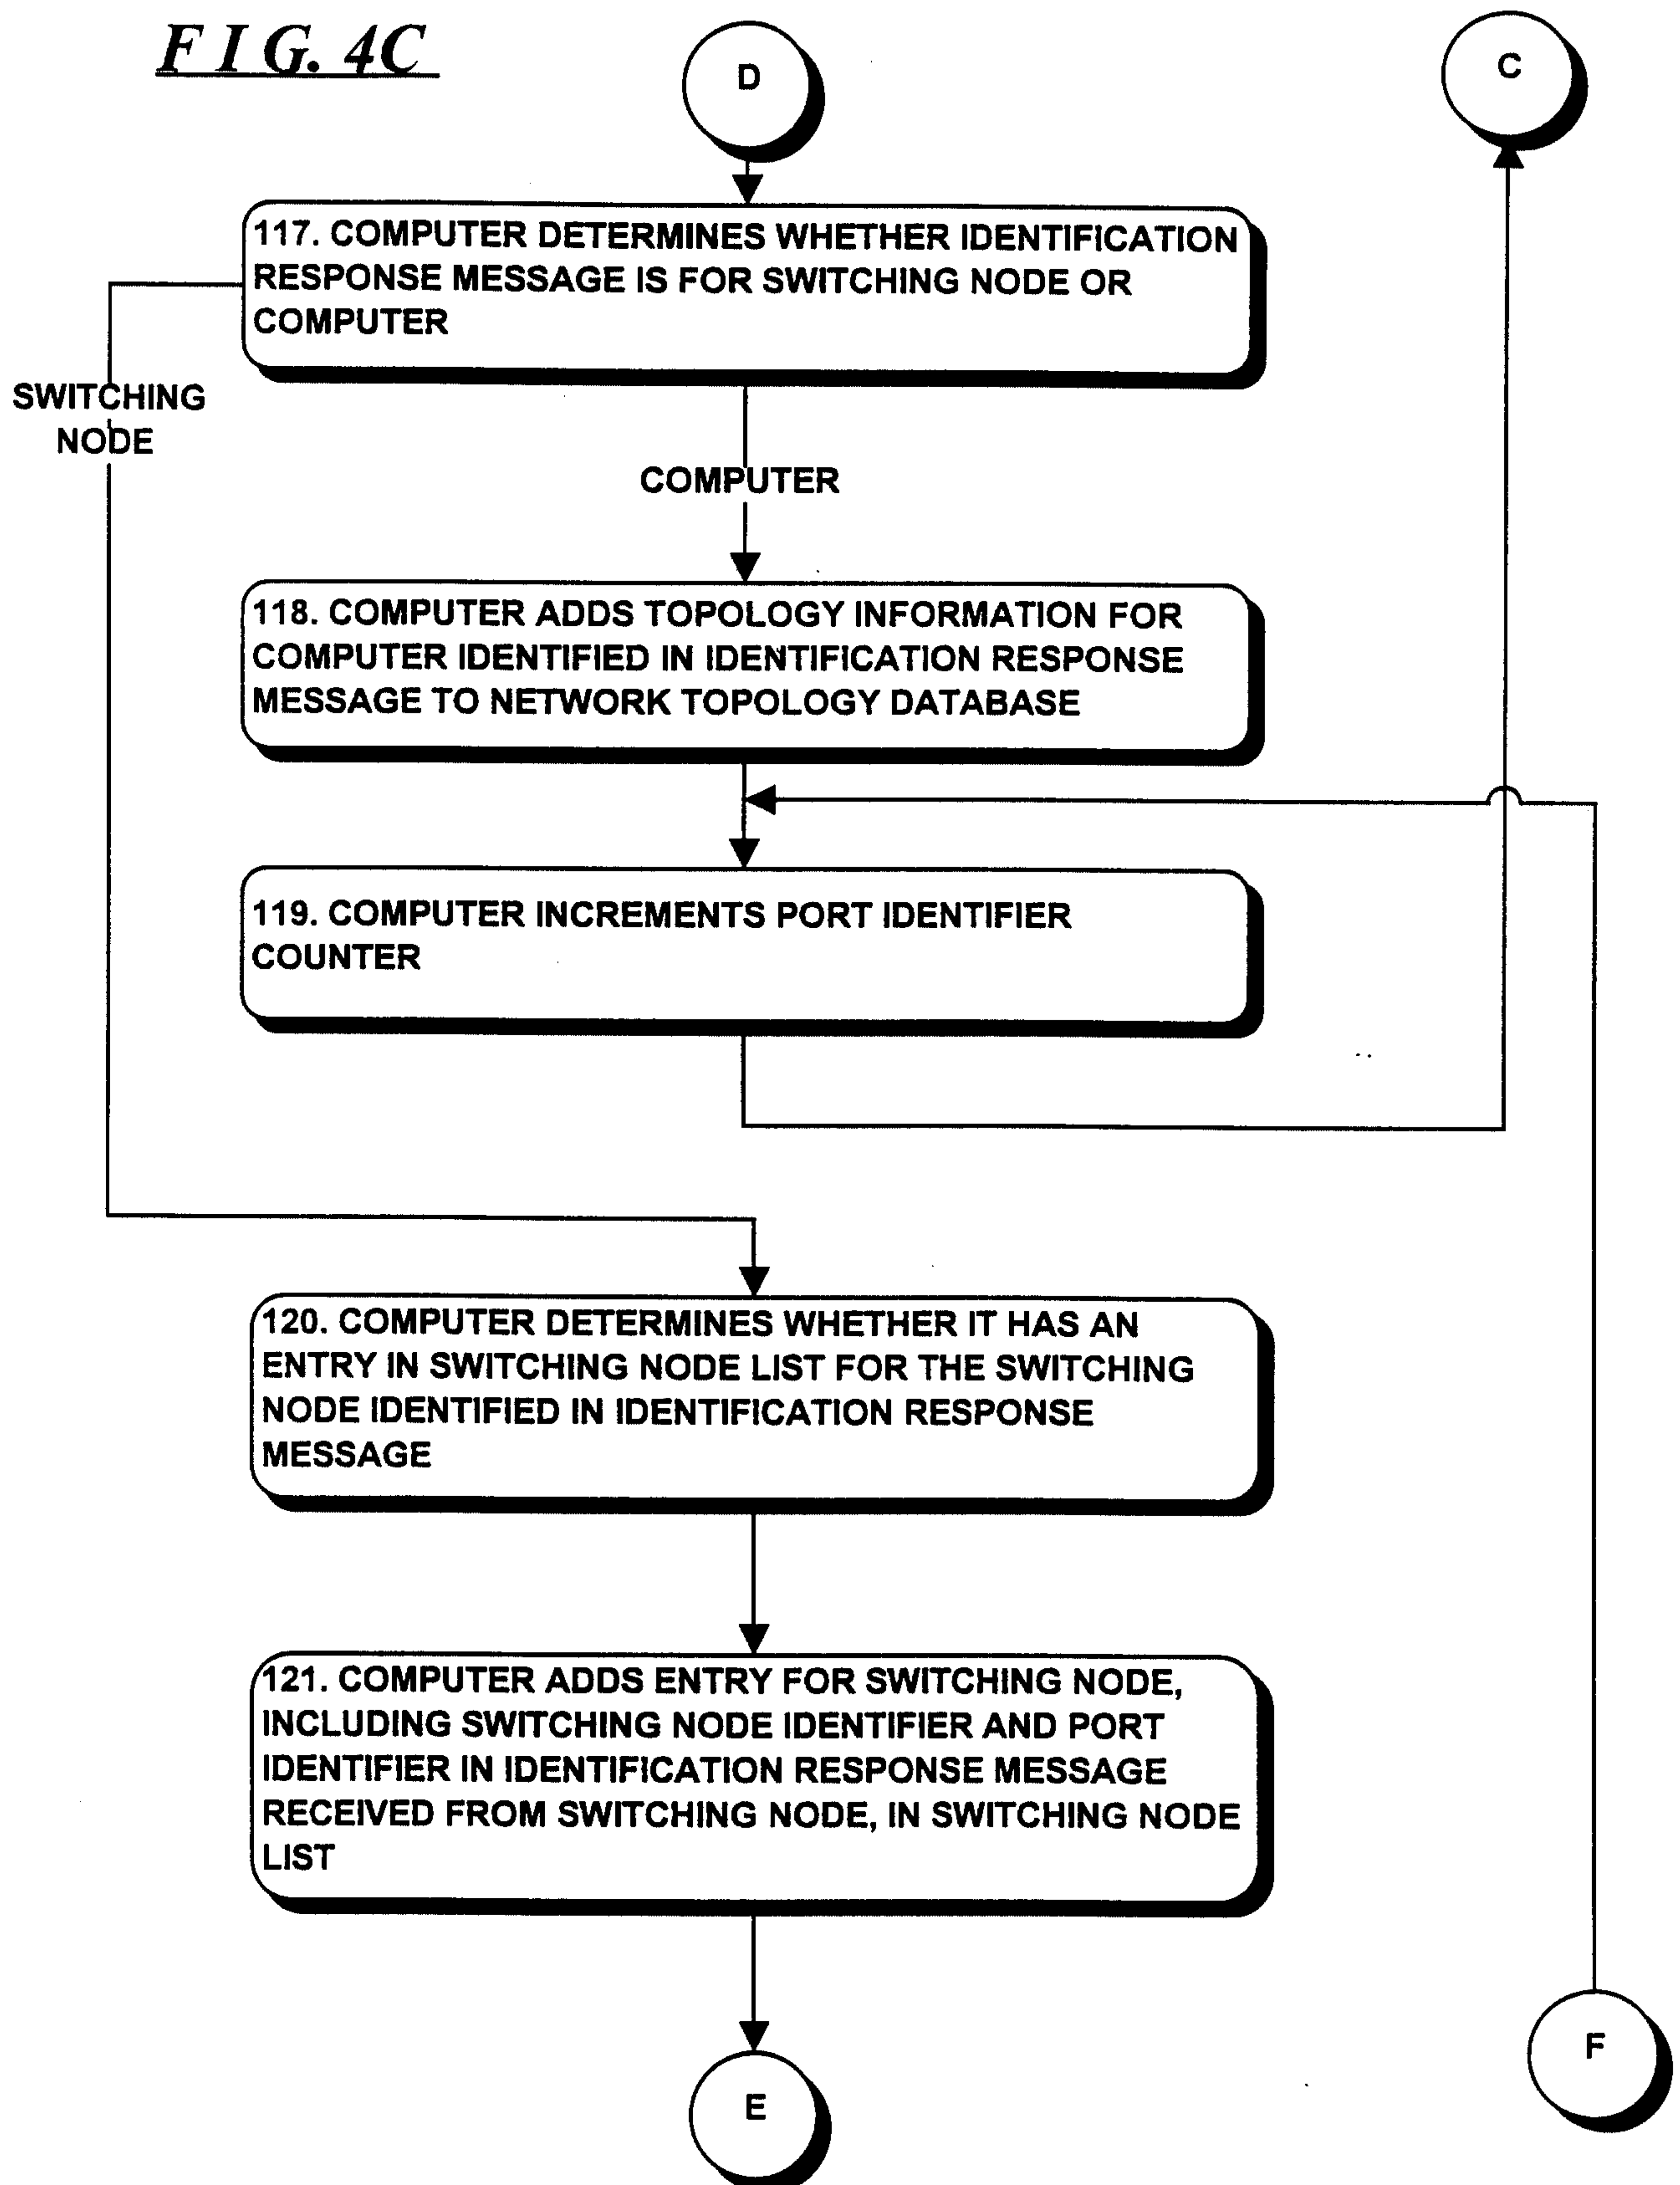 FIG. 4C
D
C
117. COMPUTER DETERMINES WHETHER IDENTIFICATION
RESPONSE MESSAGE IS FOR SWITCHING NODE OR
COMPUTER
SWITCHING
NODE
COMPUTER
118. COMPUTER ADDS TOPOLOGY INFORMATION FOR
COMPUTER IDENTIFIED IN IDENTIFICATION RESPONSE
MESSAGE TO NETWORK TOPOLOGY DATABASE
119. COMPUTER INCREMENTS PORT IDENTIFIER
COUNTER
120. COMPUTER DETERMINES WHETHER IT HAS AN
ENTRY IN SWITCHING NODE LIST FOR THE SWITCHING
NODE IDENTIFIED IN IDENTIFICATION RESPONSE
MESSAGE
121. COMPUTER ADDS ENTRY FOR SWITCHING NODE,
INCLUDING SWITCHING NODE IDENTIFIER AND PORT
IDENTIFIER IN IDENTIFICATION RESPONSE MESSAGE
RECEIVED FROM SWITCHING NODE, IN SWITCHING NODE
LIST
F
E